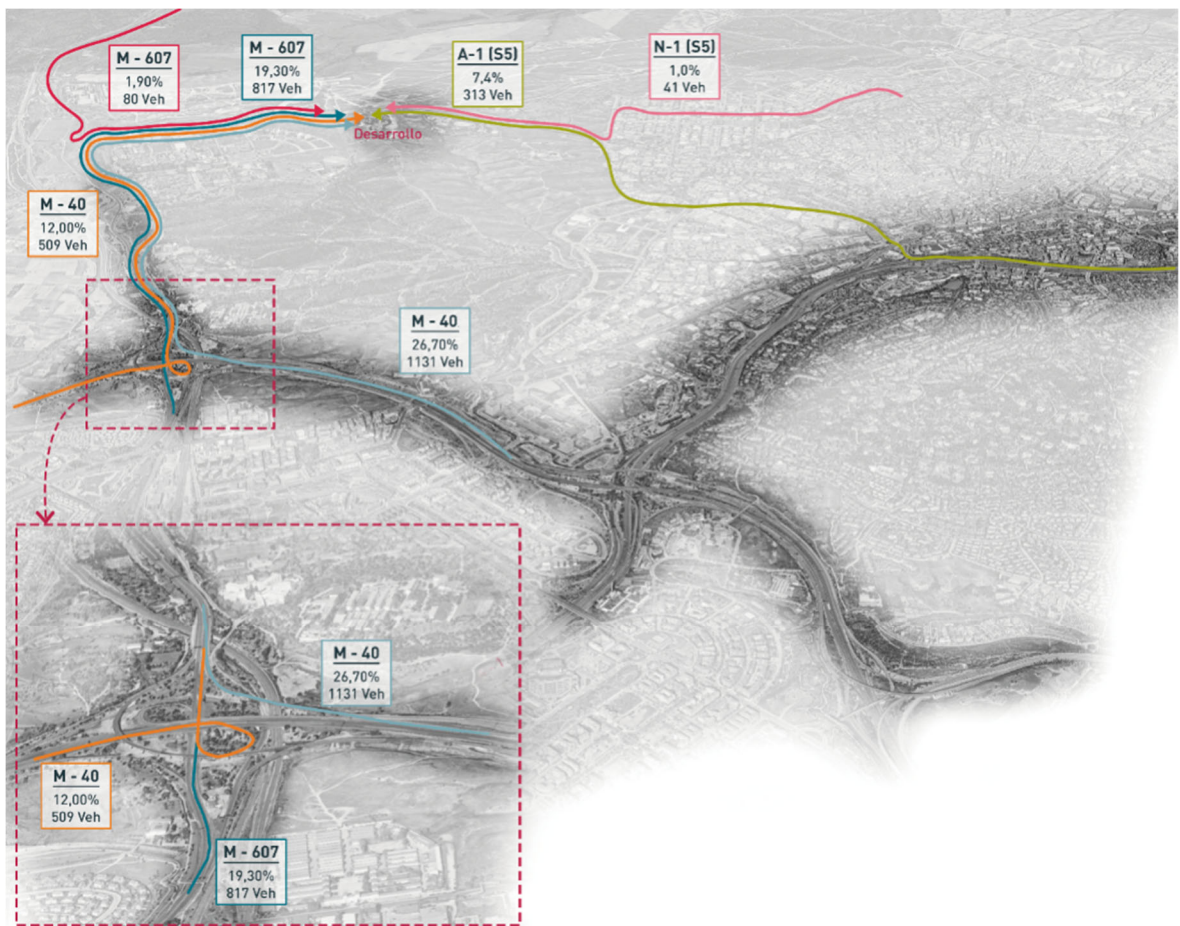 M - 607
1,90%
80 Veh
M - 607
19,30%
817 Veh
A-1 (S5)
7,4%
313 Veh
N-1 (S5)
1,0%
41 Veh
Desarrollo
M - 40
12,00%
509 Veh
M - 40
26,70%
1131 Veh
M - 40
26,70%
1131 Veh
M - 40
12,00%
509 Veh
M - 607
19,30%
817 Veh